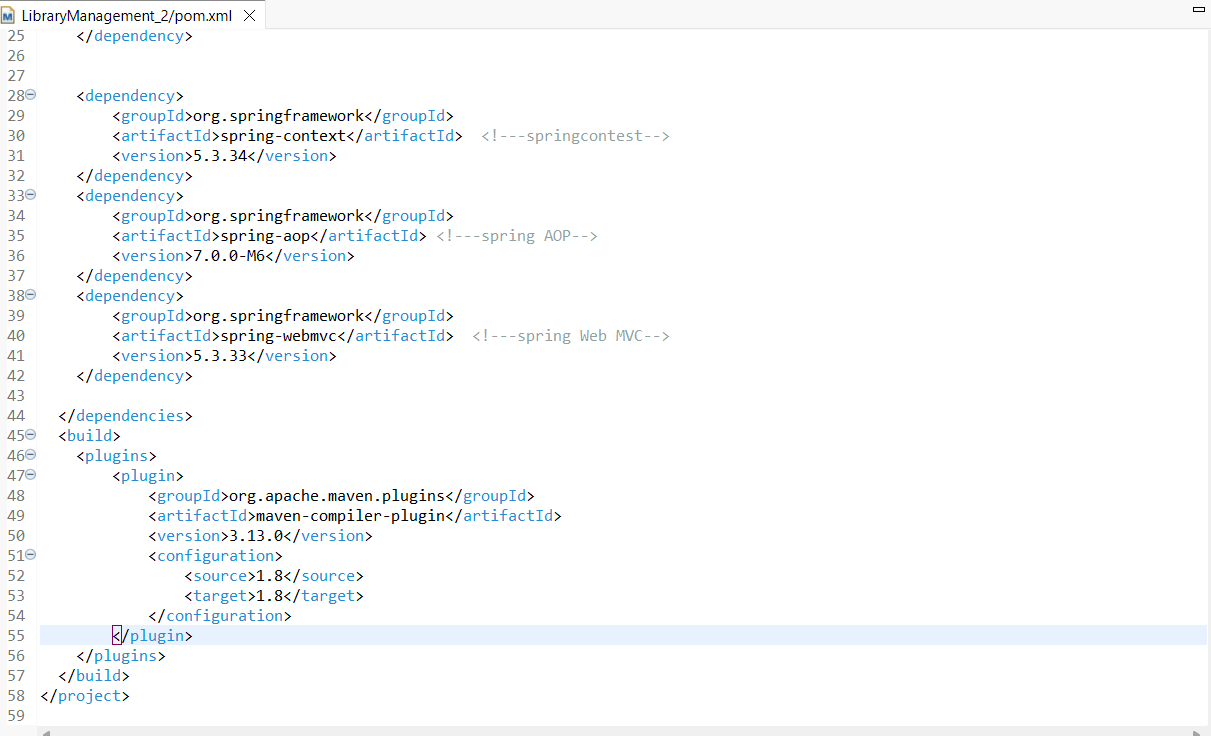 LibraryManagement_2/pom.xml
25 </dependency>
26
27
28 <dependency>
29 <groupId>org.springframework</groupId>
30 <artifactId>spring-context</artifactId> <!---springcontest-->
31 <version>5.3.34</version>
32 </dependency>
33 <dependency>
34 <groupId>org.springframework</groupId>
35 <artifactId>spring-aop</artifactId> <!---spring AOP-->
36 <version>7.0.0-M6</version>
37 </dependency>
38 <dependency>
39 <groupId>org.springframework</groupId>
40 <artifactId>spring-webmvc</artifactId> <!---spring Web MVC-->
41 <version>5.3.33</version>
42 </dependency>
43
44 </dependencies>
45 <build>
46 <plugins>
47 <plugin>
48 <groupId>org.apache.maven.plugins</groupId>
49 <artifactId>maven-compiler-plugin</artifactId>
50 <version>3.13.0</version>
51 <configuration>
52 <source>1.8</source>
53 <target>1.8</target>
54 </configuration>
55 </plugin>
56 </plugins>
57 </build>
58 </project>
59